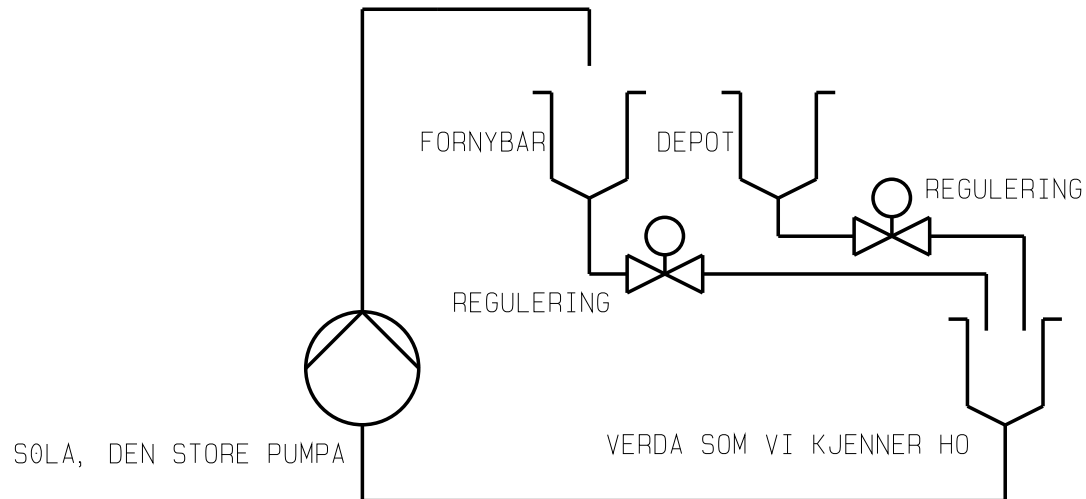 FORNYBAR
DEPOT
REGULERING
REGULERING
VERDA SOM VI KJENNER HO
SOLA, DEN STORE PUMPA